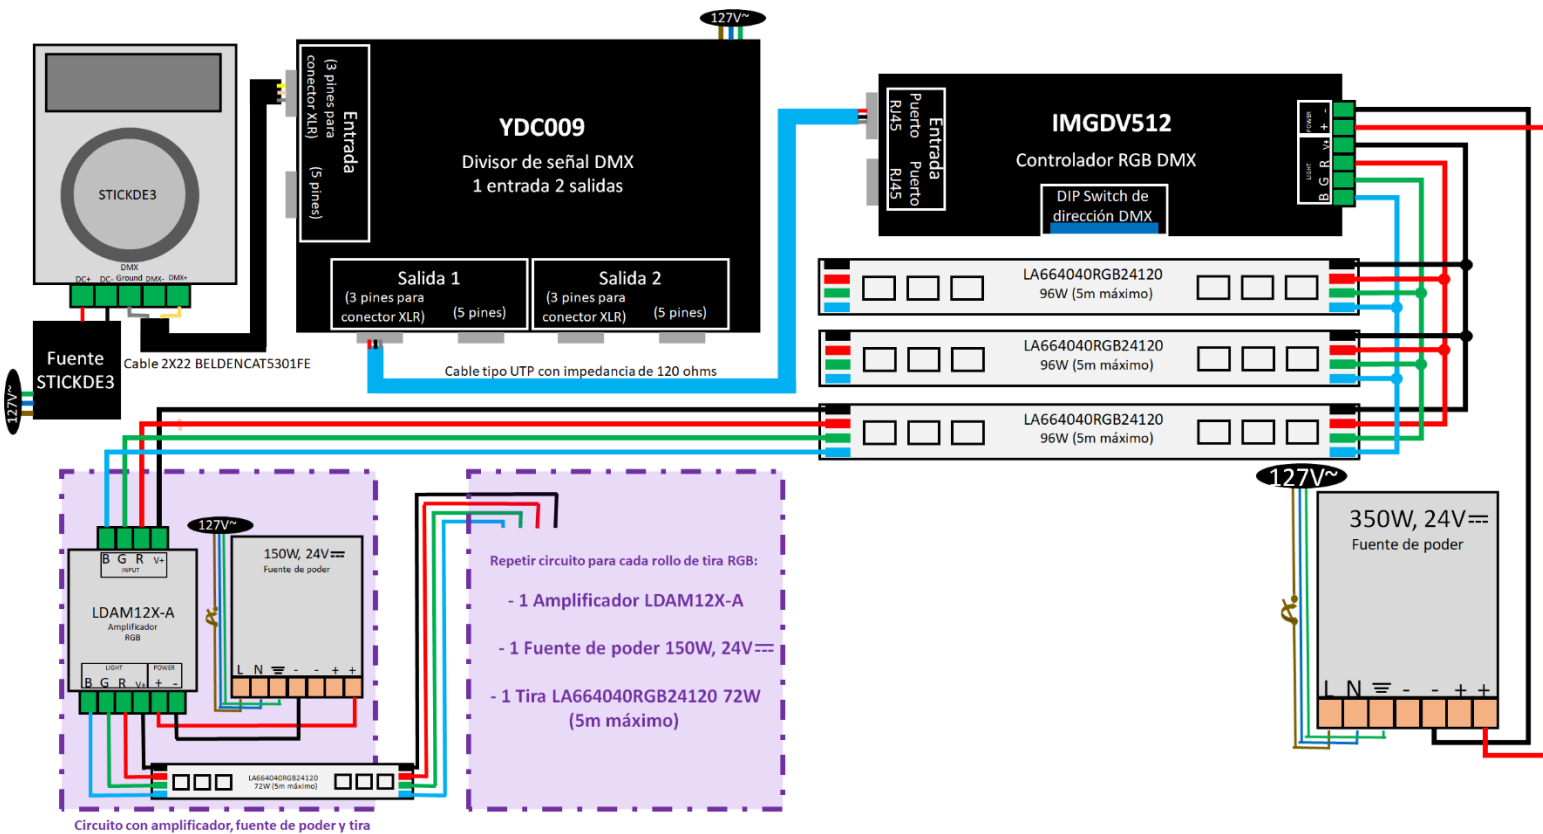 127V~
STICKDE3
DMX
DC+ DC- Ground DMX- DMX+
Fuente
STICKDE3
127V~
Cable 2X22 BELDENCAT5301FE
Entrada
(3 pines para
conector XLR)
(5 pines)
YDC009
Divisor de señal DMX
1 entrada 2 salidas
Salida 1
(3 pines para
conector XLR)
(5 pines)
Salida 2
(3 pines para
conector XLR)
(5 pines)
Cable tipo UTP con impedancia de 120 ohms
Entrada
Puerto
RJ45
Puerto
RJ45
IMGDV512
Controlador RGB DMX
DIP Switch de
dirección DMX
POWER
+ -
LIGHT
B G R V+
LA664040RGB24120
96W (5m máximo)
LA664040RGB24120
96W (5m máximo)
LA664040RGB24120
96W (5m máximo)
127V~
350W, 24V⎓
Fuente de poder
L N - - + +
B G R V+
INPUT
LDAM12X-A
Amplificador
RGB
LIGHT POWER
B G R V+ + -
127V~
150W, 24V⎓
Fuente de poder
L N - - + +
LA664040RGB24120
72W (5m máximo)
Circuito con amplificador, fuente de poder y tira
Repetir circuito para cada rollo de tira RGB:
- 1 Amplificador LDAM12X-A
- 1 Fuente de poder 150W, 24V⎓
- 1 Tira LA664040RGB24120 72W
(5m máximo)